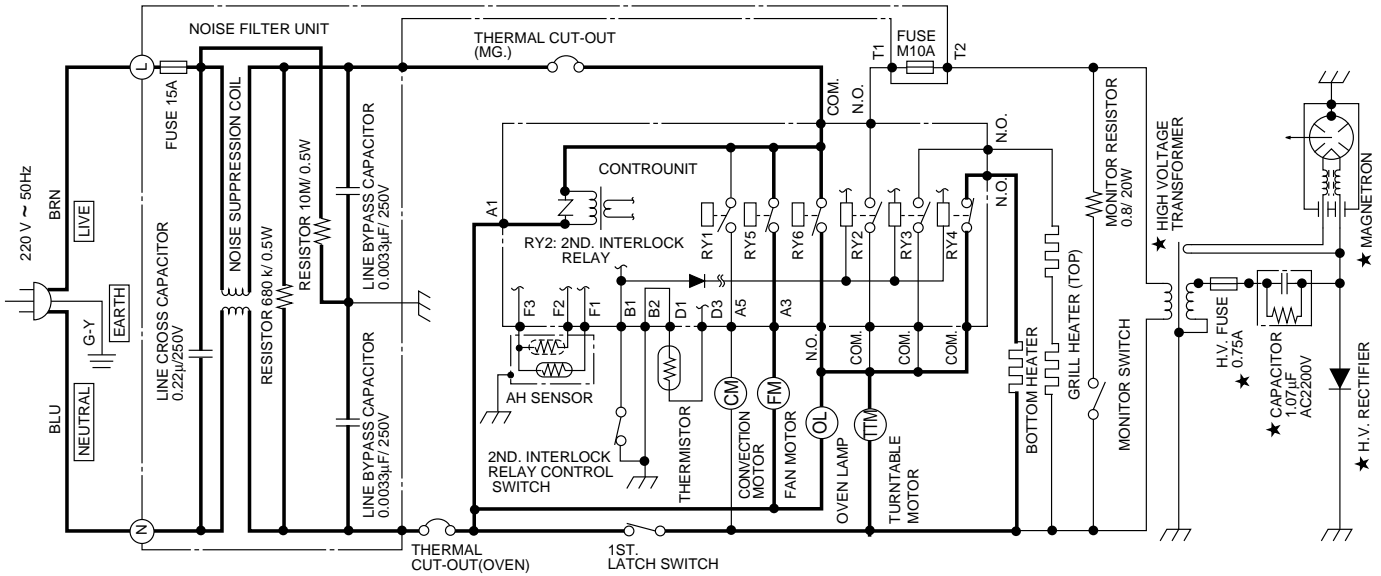 220 V ~ 50Hz
BRN
LIVE
G-Y
EARTH
BLU
NEUTRAL
L
N
NOISE FILTER UNIT
FUSE 15A
LINE CROSS CAPACITOR
0.22µ/250V
NOISE SUPPRESSION COIL
RESISTOR 680 k/ 0.5W
RESISTOR 10M/ 0.5W
LINE BYPASS CAPACITOR
0.0033µF/ 250V
LINE BYPASS CAPACITOR
0.0033µF/ 250V
THERMAL CUT-OUT
(MG.)
THERMAL
CUT-OUT(OVEN)
1ST.
LATCH SWITCH
A1
CONTROUNIT
RY2: 2ND. INTERLOCK
RELAY
RY1
RY5
RY6
RY2
RY3
RY4
COM.
N.O.
N.O.
N.O.
T1
FUSE
M10A
T2
F3
F2
F1
B1
B2
D1
D3
A5
A3
N.O.
COM.
COM.
COM.
AH SENSOR
2ND. INTERLOCK
RELAY CONTROL
SWITCH
THERMISTOR
CM
CONVECTION
MOTOR
FM
FAN MOTOR
OL
OVEN LAMP
TTM
TURNTABLE
MOTOR
BOTTOM HEATER
GRILL HEATER (TOP)
MONITOR RESISTOR
0.8/ 20W
MONITOR SWITCH
★ HIGH VOLTAGE
TRANSFORMER
H.V. FUSE
0.75A
★
★ CAPACITOR
1.07µF
AC2200V
★ MAGNETRON
★ H.V. RECTIFIER